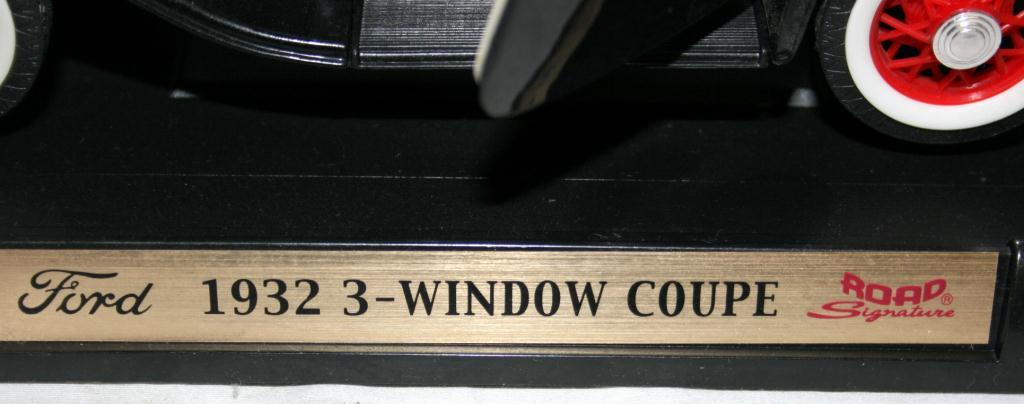 Ford 1932 3-WINDOW COUPE ROAD®
Signature